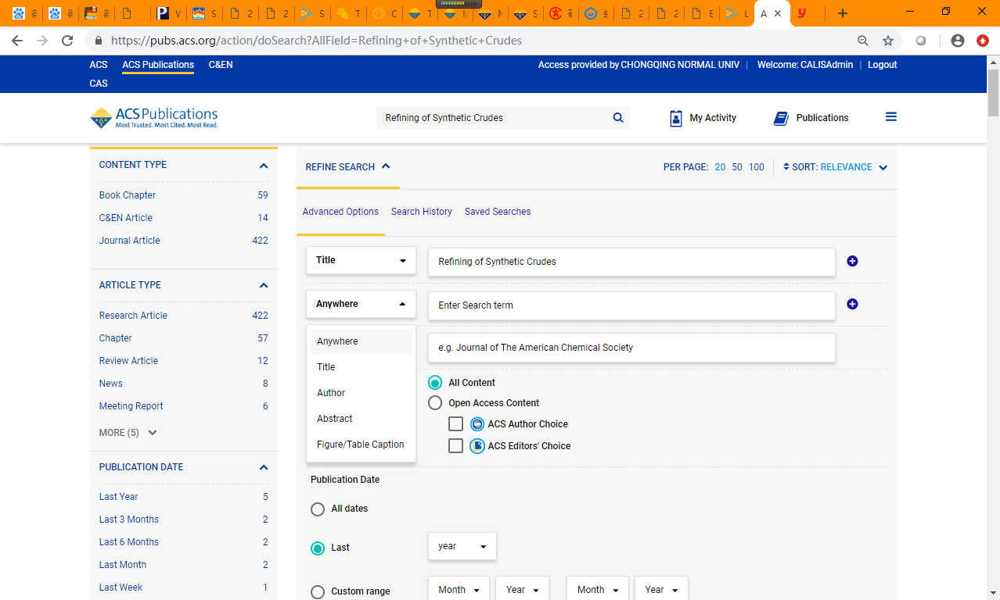 https://pubs.acs.org/action/doSearch?AllField=Refining+of+Synthetic+Crudes
ACS ACS Publications C&EN
CAS
Access provided by CHONGQING NORMAL UNIV | Welcome: CALISAdmin | Logout
ACS Publications
Most Trusted. Most Cited. Most Read.
Refining of Synthetic Crudes
My Activity
Publications
CONTENT TYPE
Book Chapter 59
C&EN Article 14
Journal Article 422
ARTICLE TYPE
Research Article 422
Chapter 57
Review Article 12
News 8
Meeting Report 6
MORE (5)
PUBLICATION DATE
Last Year 5
Last 3 Months 2
Last 6 Months 2
Last Month 2
Last Week 1
REFINE SEARCH
PER PAGE: 20 50 100
SORT: RELEVANCE
Advanced Options Search History Saved Searches
Title
Refining of Synthetic Crudes
Anywhere
Enter Search term
Anywhere
Title
Author
Abstract
Figure/Table Caption
e.g. Journal of The American Chemical Society
All Content
Open Access Content
ACS Author Choice
ACS Editors' Choice
Publication Date
All dates
Last year
Custom range Month Year Month Year